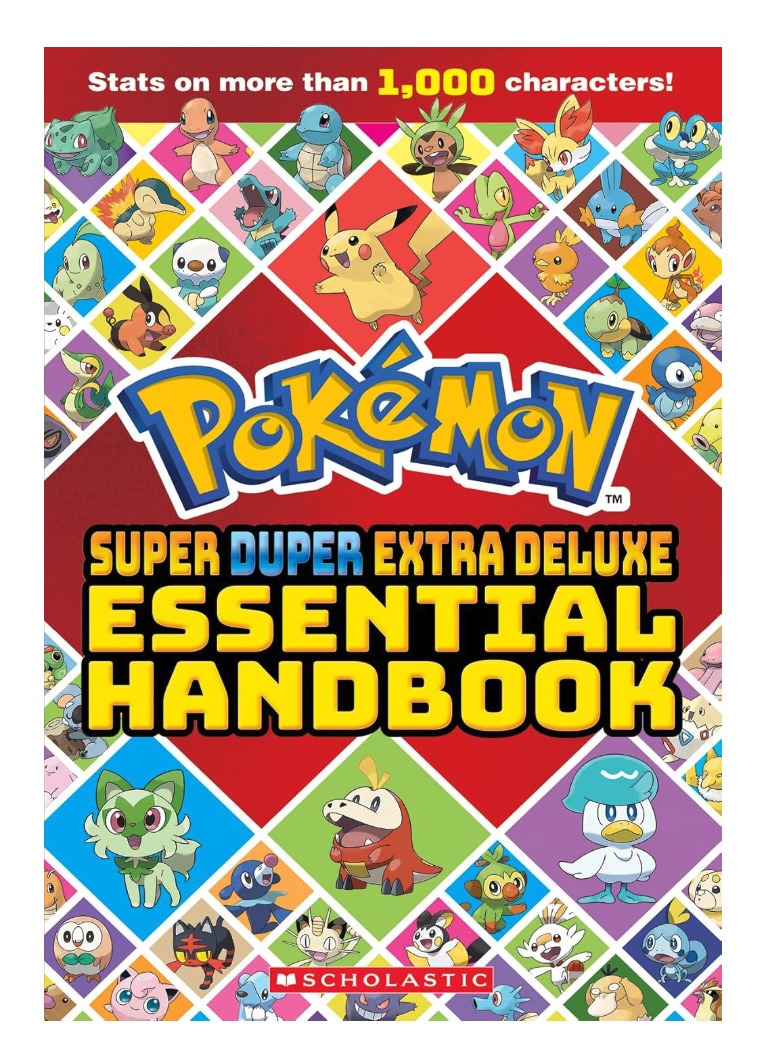 Stats on more than 1,000 characters!
POKéMON
TM
SUPER DUPER EXTRA DELUXE
ESSENTIAL
HANDBOOK
SCHOLASTIC